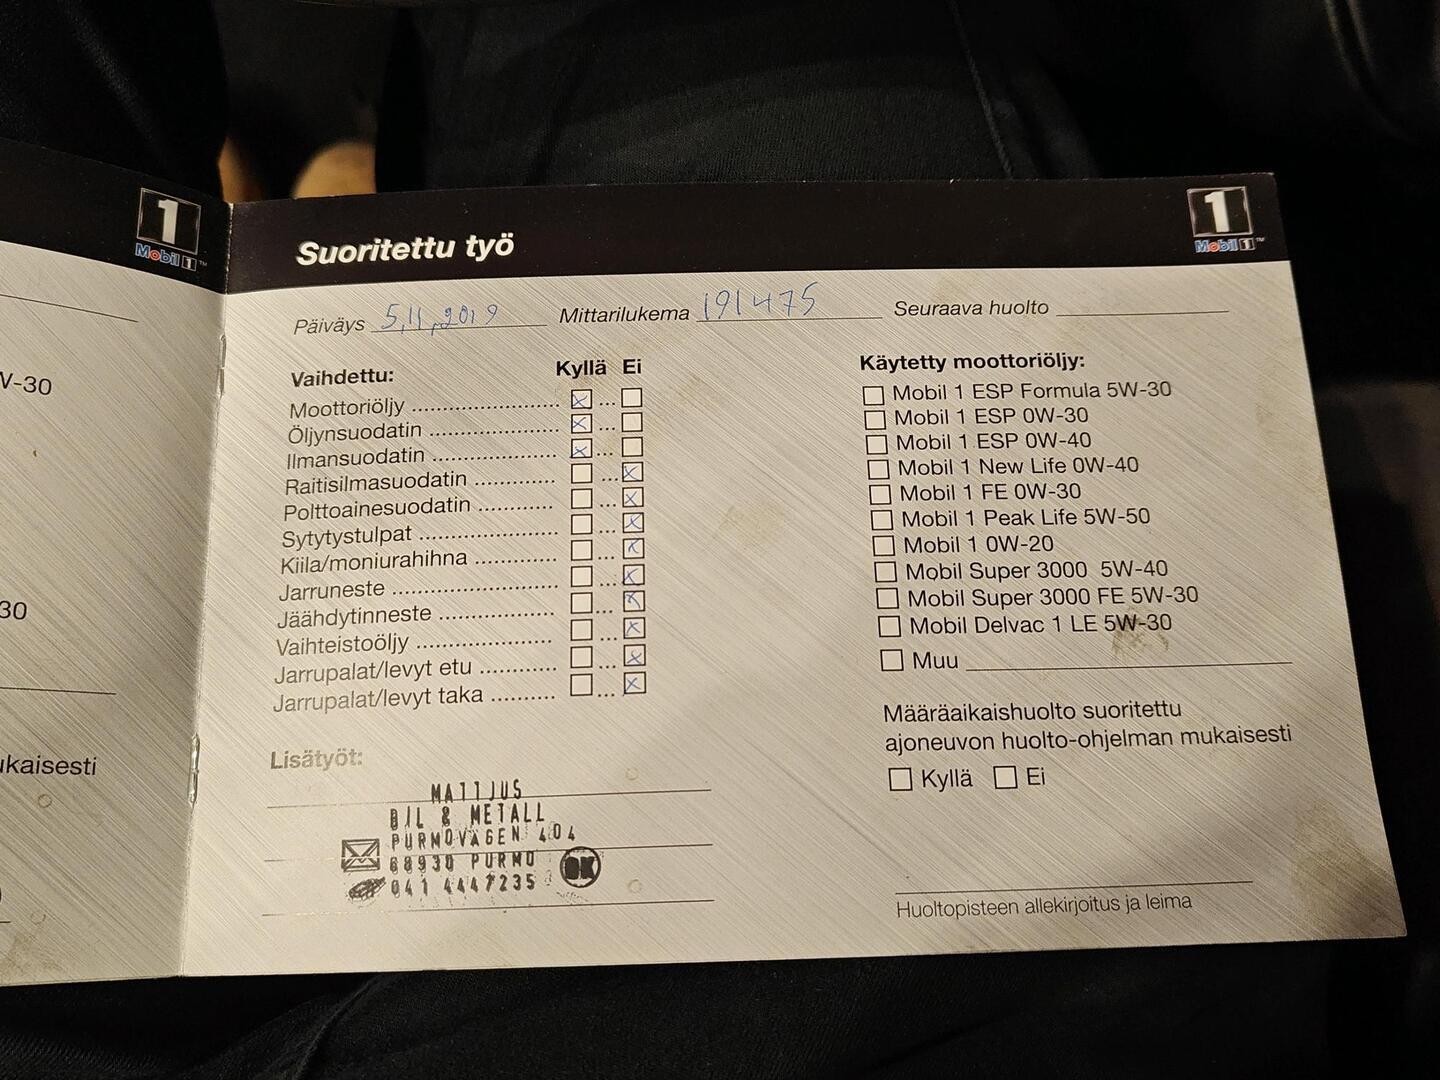 V-30
30
ukaisesti
1
Mobil 1™
Suoritettu työ
1
Mobil 1™
Päiväys 5,11,2019 Mittarilukema 191475 Seuraava huolto
Vaihdettu: Kyllä Ei
Moottoriöljy
Öljynsuodatin
Ilmansuodatin
Raitisilmasuodatin
Polttoainesuodatin
Sytytystulpat
Kiila/moniurahihna
Jarruneste
Jäähdytinneste
Vaihteistoöljy
Jarrupalat/levyt etu
Jarrupalat/levyt taka
Lisätyöt:
MATTJUS
BIL & METALL
PURMOVÄGEN 404
68930 PURMO
041 4447235
OK
Käytetty moottoriöljy:
Mobil 1 ESP Formula 5W-30
Mobil 1 ESP 0W-30
Mobil 1 ESP 0W-40
Mobil 1 New Life 0W-40
Mobil 1 FE 0W-30
Mobil 1 Peak Life 5W-50
Mobil 1 0W-20
Mobil Super 3000 5W-40
Mobil Super 3000 FE 5W-30
Mobil Delvac 1 LE 5W-30
Muu
Määräaikaishuolto suoritettu
ajoneuvon huolto-ohjelman mukaisesti
Kyllä Ei
Huoltopisteen allekirjoitus ja leima